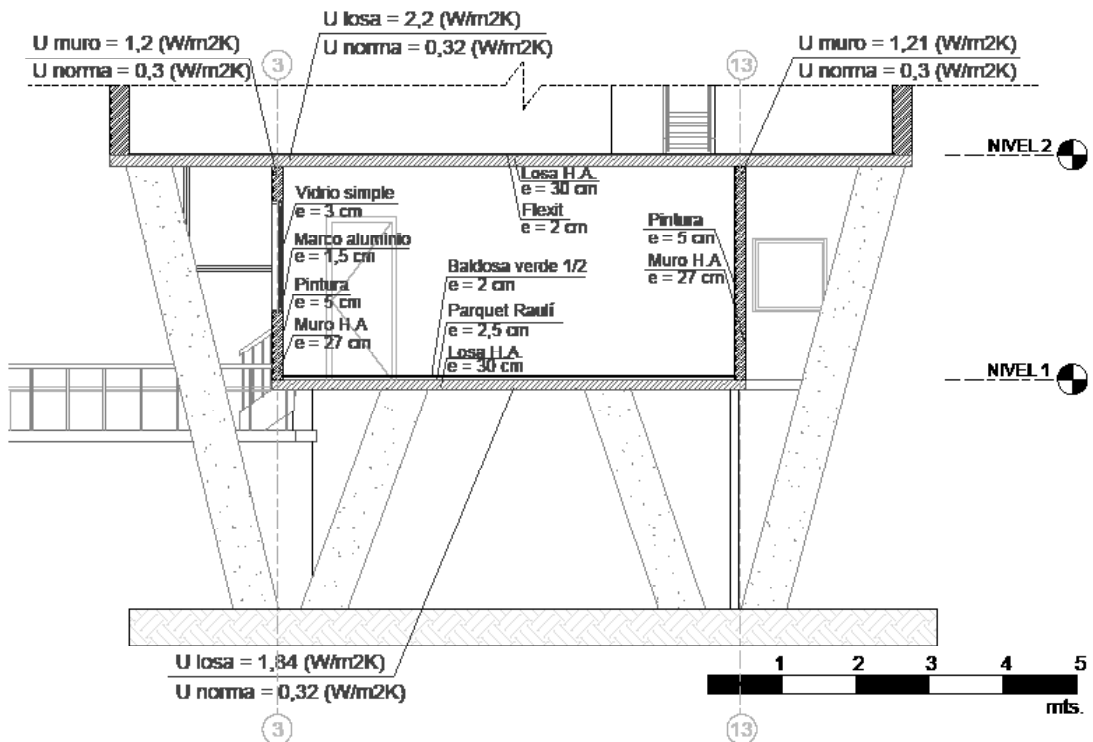 U losa = 2,2 (W/m2K)
U norma = 0,32 (W/m2K)
U muro = 1,2 (W/m2K)
U norma = 0,3 (W/m2K)
U muro = 1,21 (W/m2K)
U norma = 0,3 (W/m2K)
3
13
NIVEL 2
Losa H.A.
e = 30 cm
Flexit
e = 2 cm
Vidrio simple
e = 3 cm
Marco aluminio
e = 1,5 cm
Pintura
e = 5 cm
Muro H.A
e = 27 cm
Pintura
e = 5 cm
Muro H.A
e = 27 cm
Baldosa verde 1/2
e = 2 cm
Parquet Raulí
e = 2,5 cm
Losa H.A
e = 30 cm
NIVEL 1
U losa = 1,84 (W/m2K)
U norma = 0,32 (W/m2K)
1 2 3 4 5
mts.
3
13